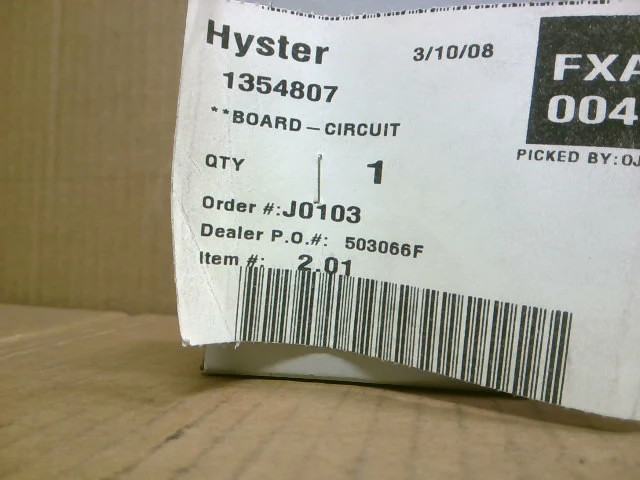 Hyster 3/10/08 FXA
1354807 004
**BOARD-CIRCUIT
PICKED BY:0J
QTY 1
Order #:J0103
Dealer P.O.#: 503066F
Item #: 2.01